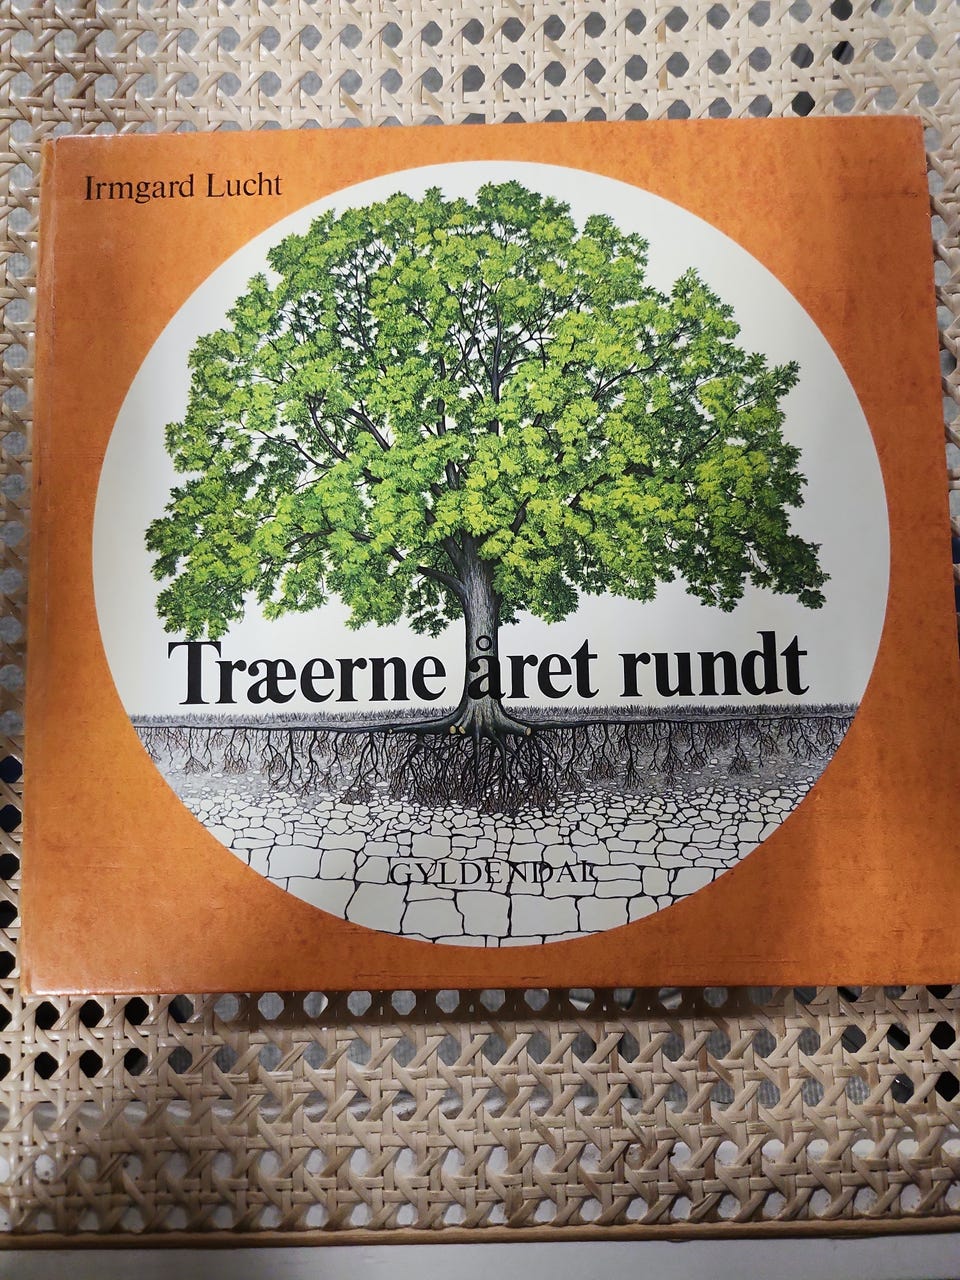 Irmgard Lucht
Træerne året rundt
GYLDENDAL